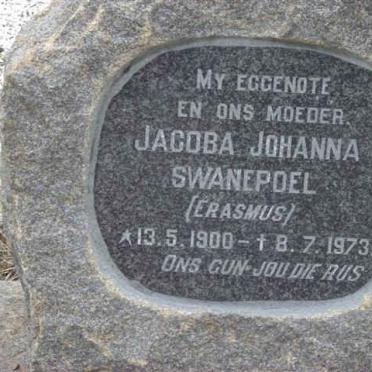 MY EGGENOTE
EN ONS MOEDER.
JACOBA JOHANNA
SWANEPOEL
(ERASMUS)
*13.5.1900-†8.7.1973
ONS GUN JOU DIE RUS